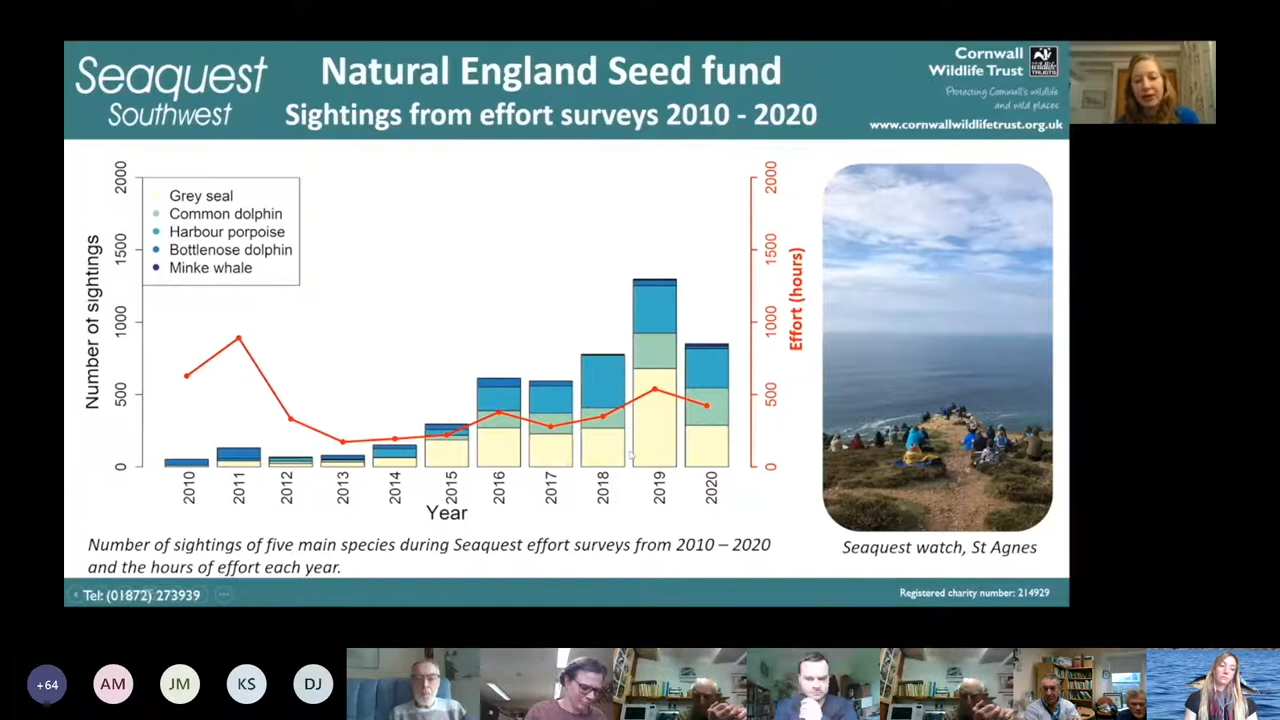 Seaquest
Southwest
Natural England Seed fund
Sightings from effort surveys 2010 - 2020
Cornwall
Wildlife Trust
Protecting Cornwall's wildlife
and wild places
www.cornwallwildlifetrust.org.uk
Number of sightings
2000
1500
1000
500
0
Grey seal
Common dolphin
Harbour porpoise
Bottlenose dolphin
Minke whale
2000
1500
1000
500
0
Effort (hours)
2010
2011
2012
2013
2014
2015
2016
2017
2018
2019
2020
Year
Number of sightings of five main species during Seaquest effort surveys from 2010 – 2020
and the hours of effort each year.
Seaquest watch, St Agnes
Tel: (01872) 273939
Registered charity number: 214929
+64
AM
JM
KS
DJ